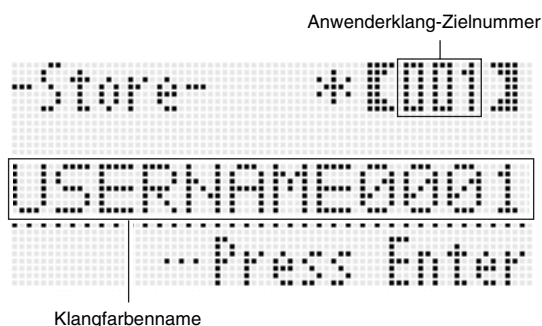 Anwenderklang-Zielnummer
-Store- *【001】
USERNAME0001
...Press Enter
Klangfarbenname